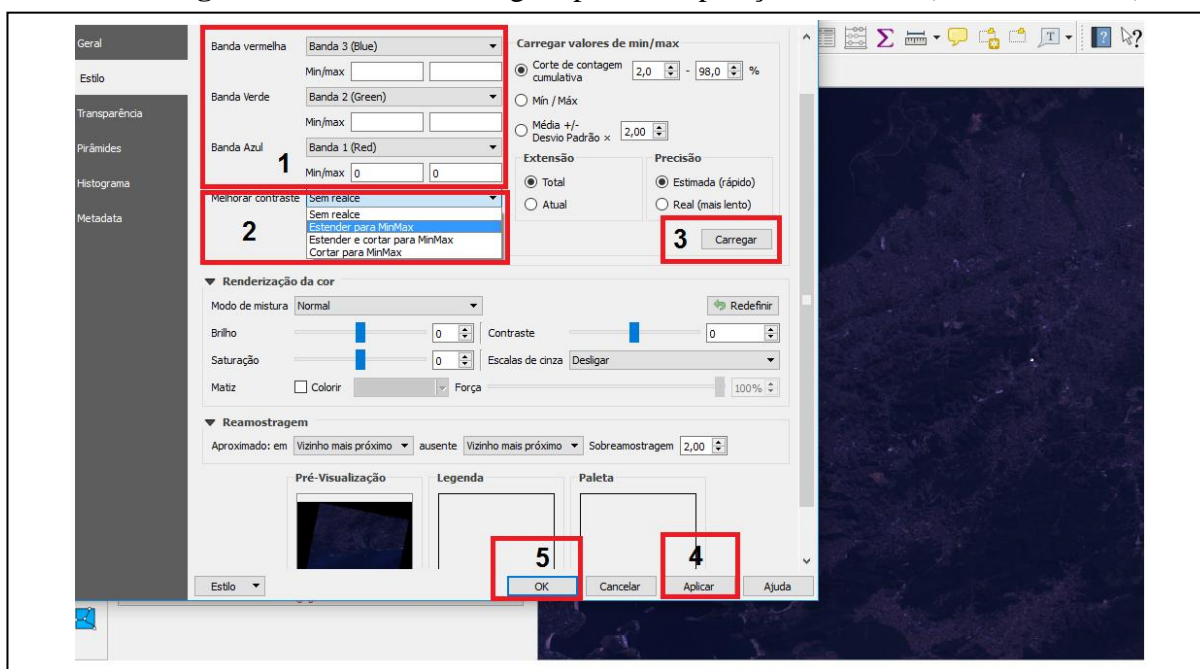 Geral
Estilo
Transparência
Pirâmides
Histograma
Metadata
Banda vermelha Banda 3 (Blue)
Min/max
Banda Verde Banda 2 (Green)
Min/max
Banda Azul Banda 1 (Red)
1
Min/max 0 0
Melhorar contraste Sem realce
Sem realce
Estender para MinMax
Estender e cortar para MinMax
Cortar para MinMax
2
Carregar valores de min/max
Corte de contagem cumulativa 2,0 - 98,0 %
Mín / Máx
Média +/-
Desvio Padrão × 2,00
Extensão Precisão
Total Estimada (rápido)
Atual Real (mais lento)
3 Carregar
Renderização da cor
Modo de mistura Normal Redefinir
Brilho 0 Contraste 0
Saturação 0 Escalas de cinza Desligar
Matiz Colorir Força 100%
Reamostragem
Aproximado: em Vizinho mais próximo ausente Vizinho mais próximo Sobreamostragem 2,00
Pré-Visualização Legenda Paleta
5 4
Estilo OK Cancelar Aplicar Ajuda